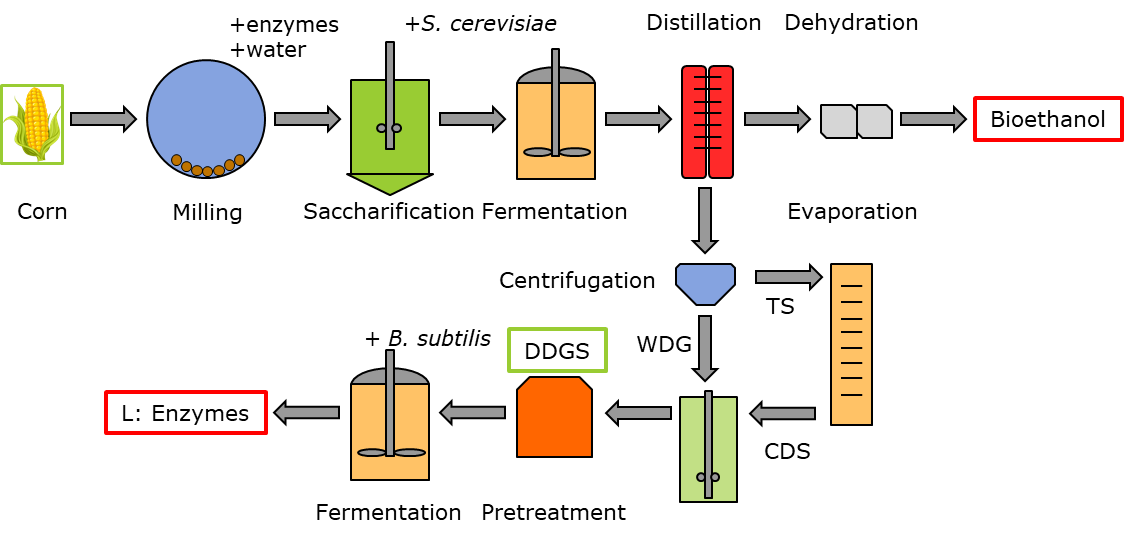 +enzymes
+water
+S. cerevisiae
Distillation
Dehydration
Bioethanol
Corn
Milling
Saccharification
Fermentation
Evaporation
Centrifugation
TS
+ B. subtilis
DDGS
WDG
L: Enzymes
CDS
Fermentation
Pretreatment